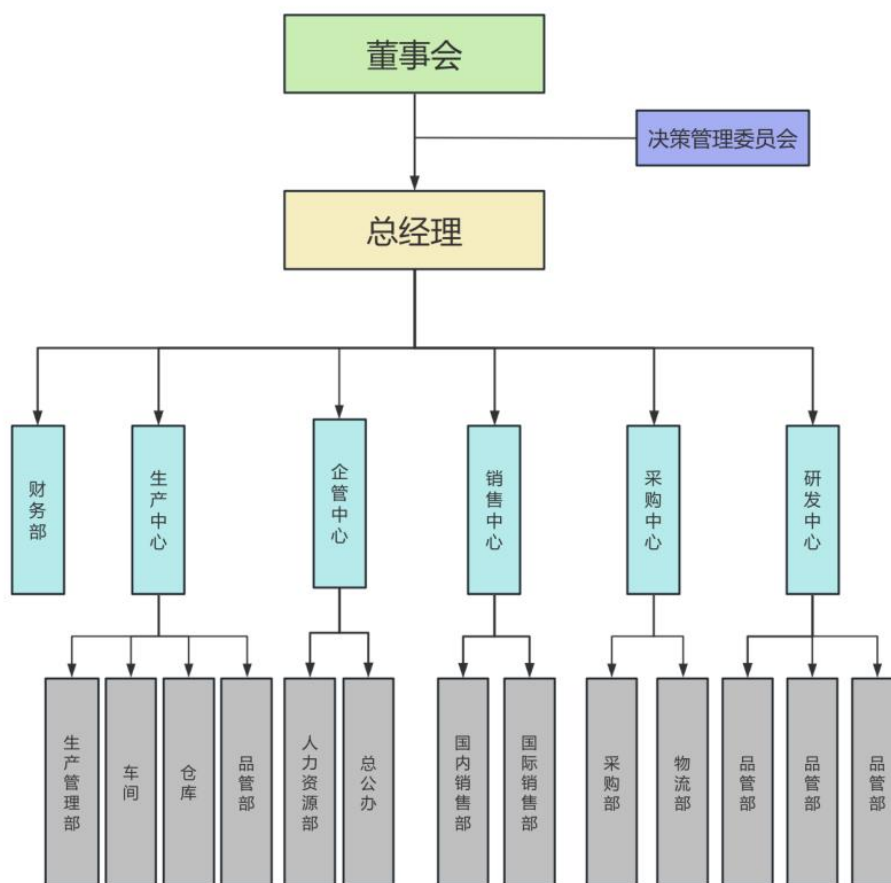 董事会
决策管理委员会
总经理
财务部
生产中心
企管中心
销售中心
采购中心
研发中心
生产管理部
车间
仓库
品管部
人力资源部
总公办
国内销售部
国际销售部
采购部
物流部
品管部
品管部
品管部